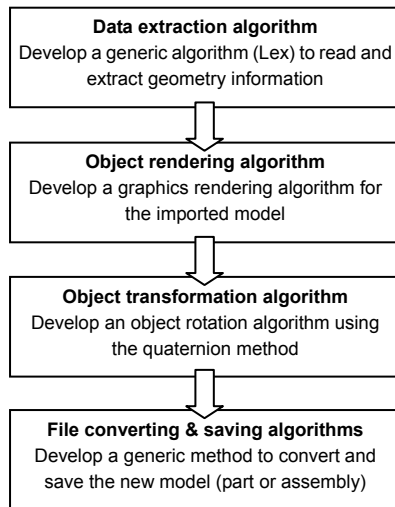 Data extraction algorithm
Develop a generic algorithm (Lex) to read and
extract geometry information
Object rendering algorithm
Develop a graphics rendering algorithm for
the imported model
Object transformation algorithm
Develop an object rotation algorithm using
the quaternion method
File converting & saving algorithms
Develop a generic method to convert and
save the new model (part or assembly)